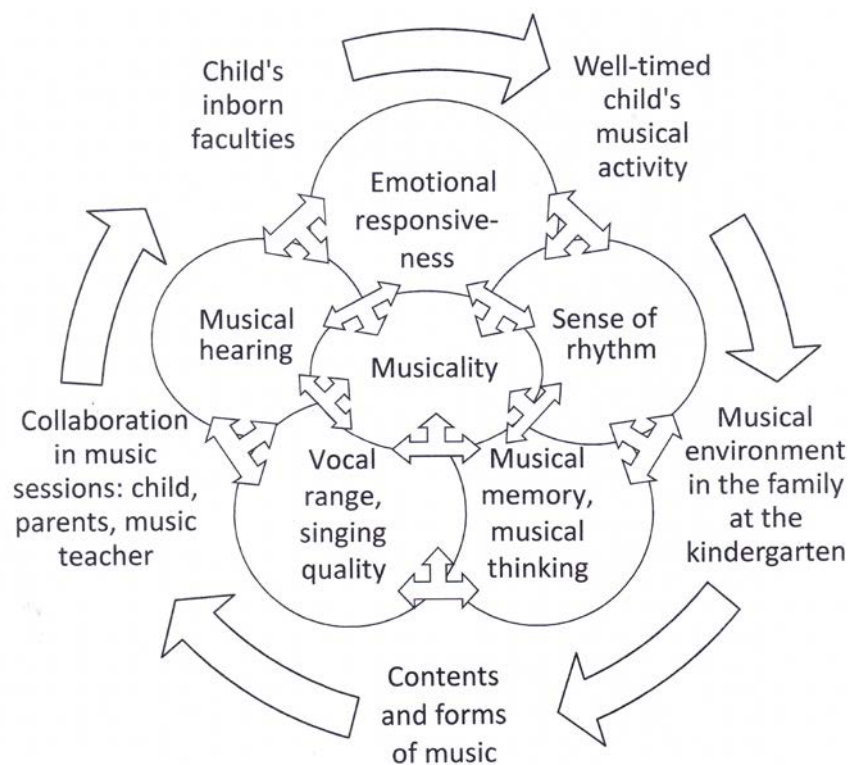 Child's
inborn
faculties
Well-timed
child's
musical
activity
Emotional
responsive-
ness
Musical
hearing
Musicality
Sense of
rhythm
Collaboration
in music
sessions: child,
parents, music
teacher
Vocal
range,
singing
quality
Musical
memory,
musical
thinking
Musical
environment
in the family
at the
kindergarten
Contents
and forms
of music